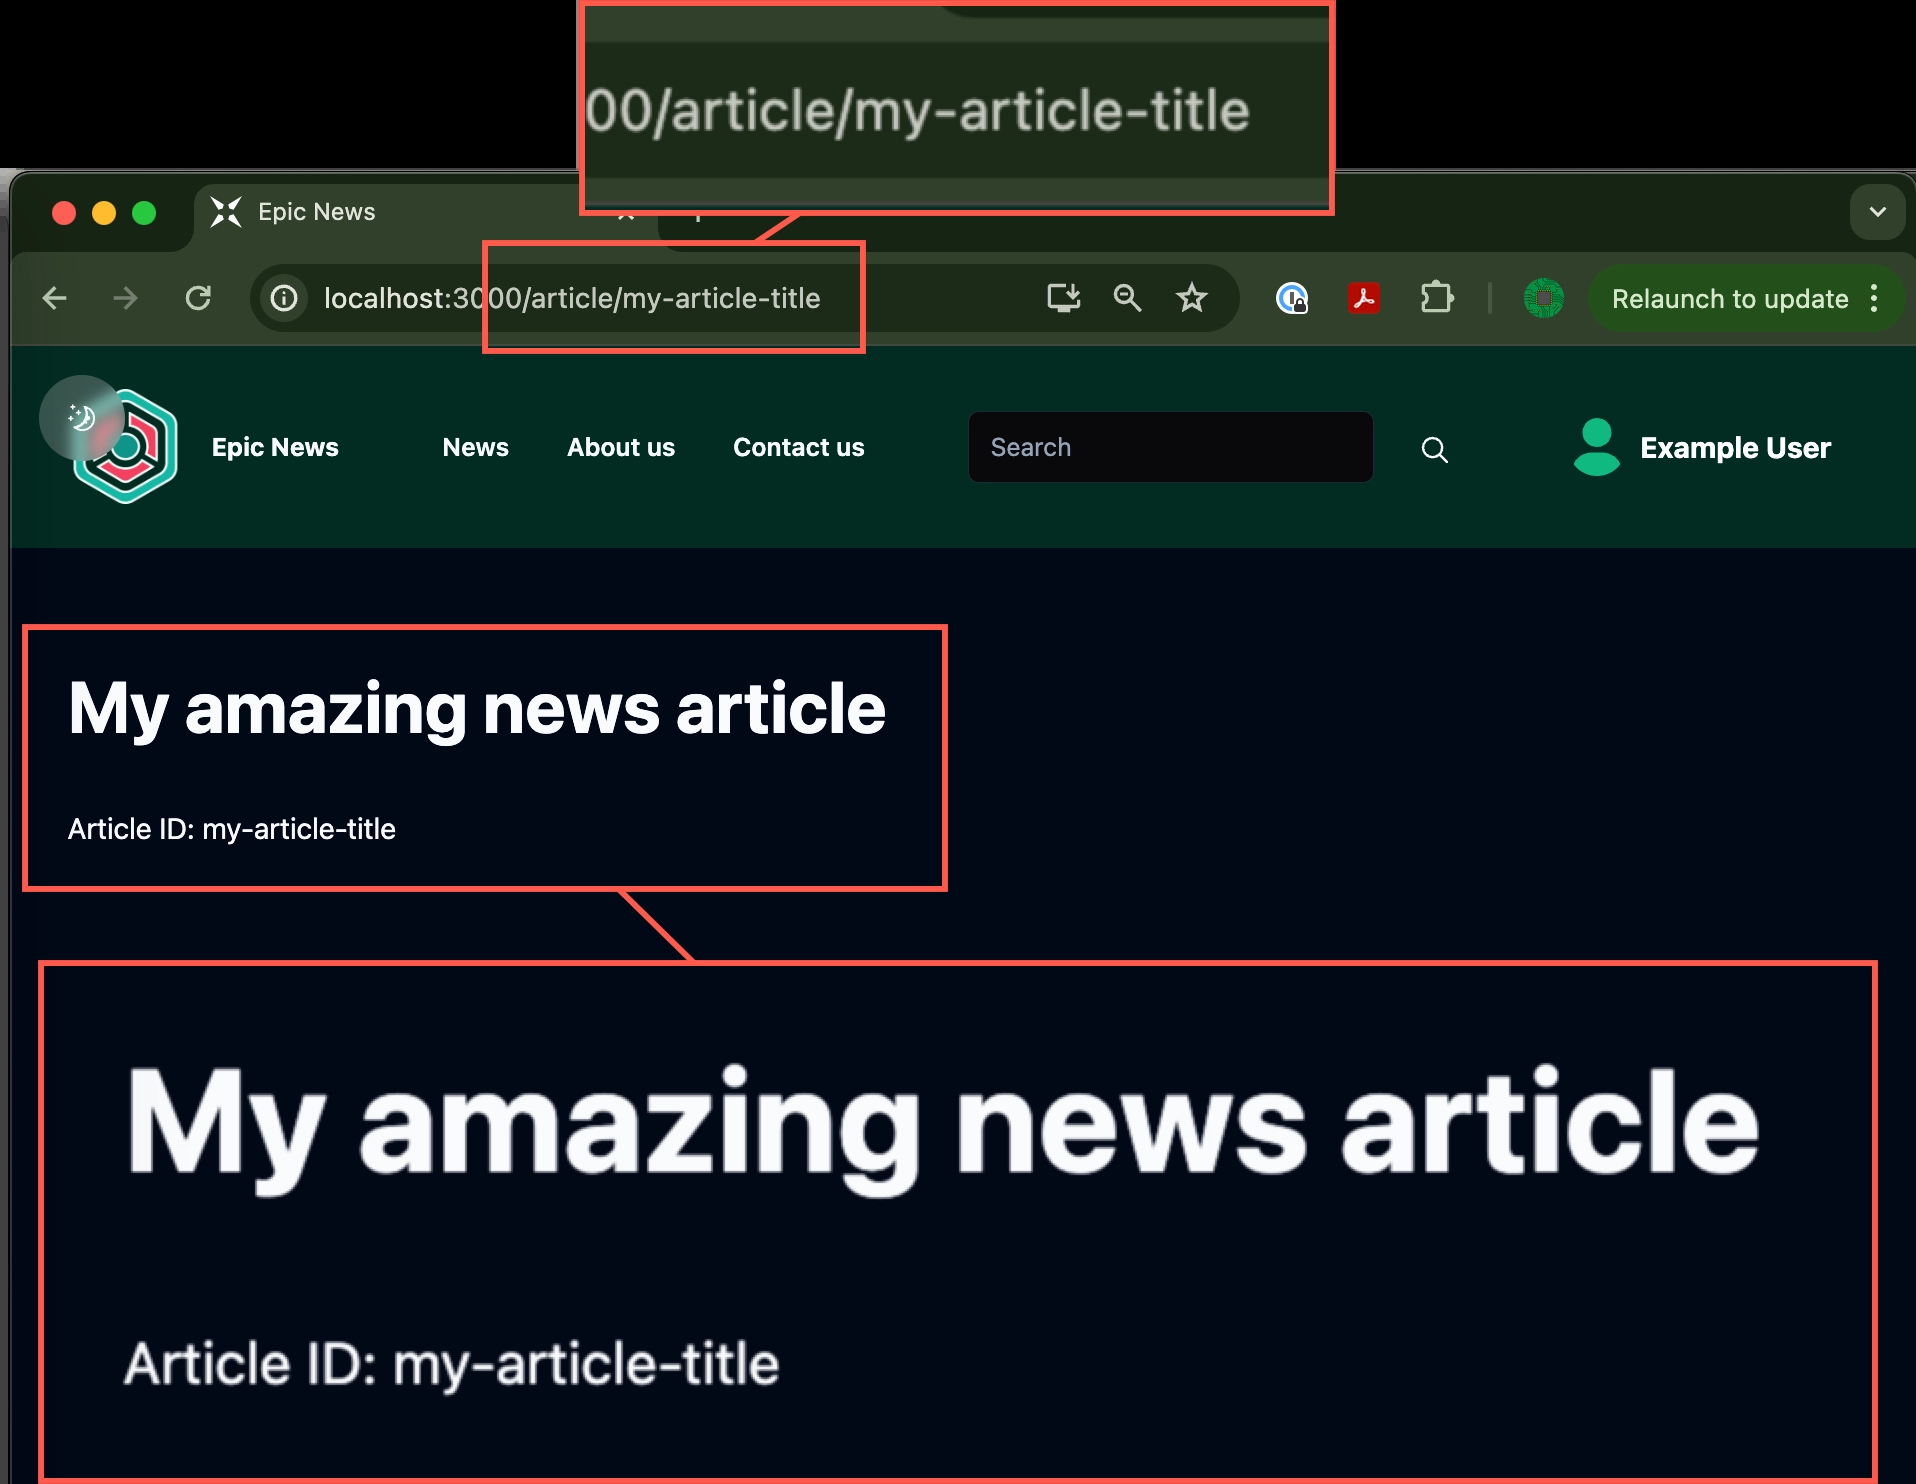 00/article/my-article-title
Epic News
localhost:3000/article/my-article-title
Relaunch to update
Epic News
News
About us
Contact us
Search
Example User
My amazing news article
Article ID: my-article-title
My amazing news article
Article ID: my-article-title